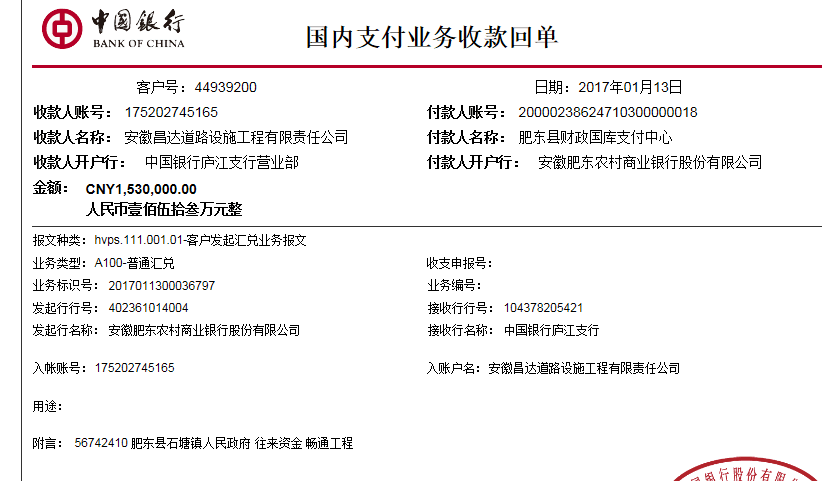 中国银行
BANK OF CHINA
国内支付业务收款回单
客户号：44939200 日期：2017年01月13日
收款人账号：175202745165 付款人账号：20000238624710300000018
收款人名称：安徽昌达道路设施工程有限责任公司 付款人名称：肥东县财政国库支付中心
收款人开户行：中国银行庐江支行营业部 付款人开户行：安徽肥东农村商业银行股份有限公司
金额：CNY1,530,000.00
人民币壹佰伍拾叁万元整
报文种类：hvps.111.001.01-客户发起汇兑业务报文
业务类型：A100-普通汇兑 收支申报号：
业务标识号：2017011300036797 业务编号：
发起行行号：402361014004 接收行行号：104378205421
发起行名称：安徽肥东农村商业银行股份有限公司 接收行名称：中国银行庐江支行
入帐账号：175202745165 入账户名：安徽昌达道路设施工程有限责任公司
用途：
附言：56742410 肥东县石塘镇人民政府 往来资金 畅通工程
银行股份有限